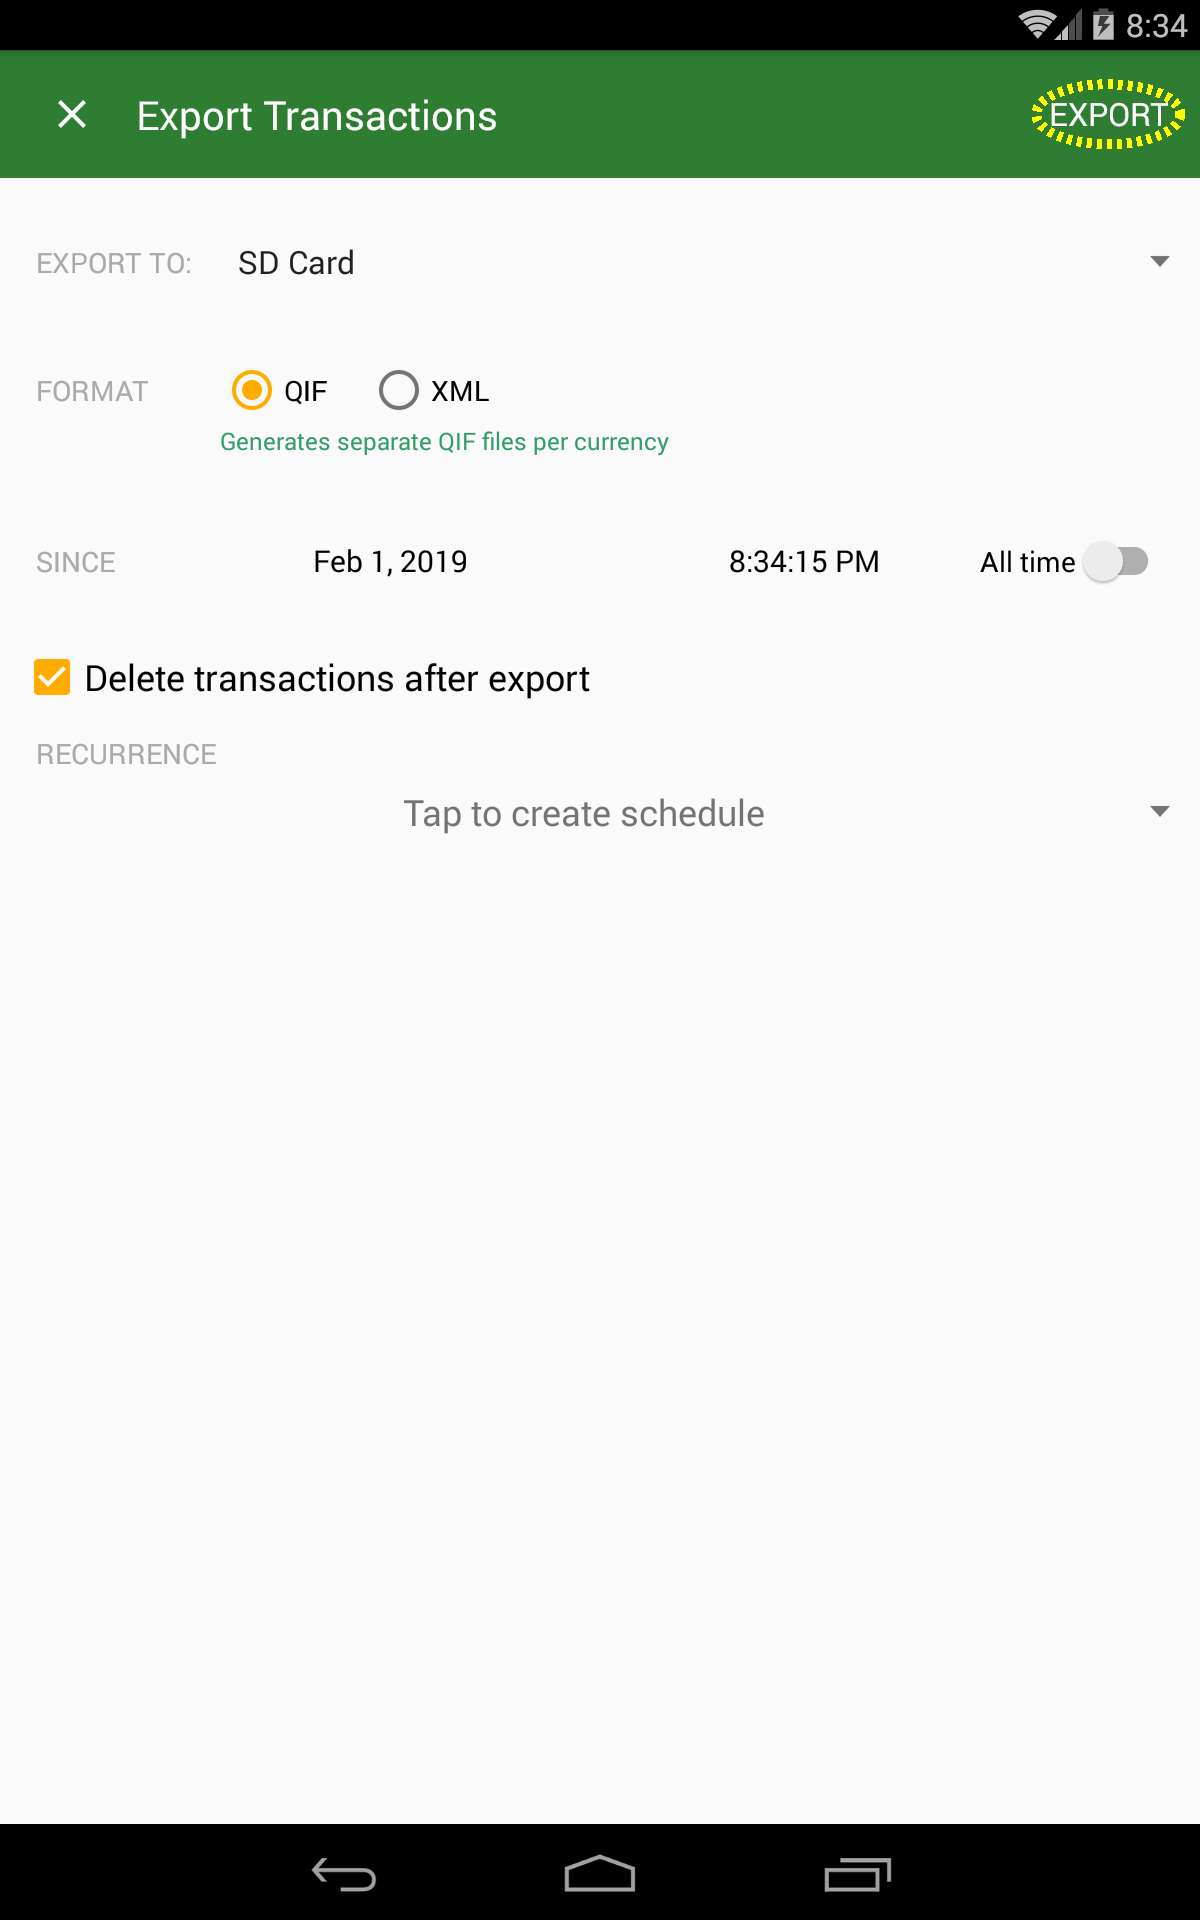 8:34
Export Transactions EXPORT
EXPORT TO: SD Card
FORMAT QIF XML
Generates separate QIF files per currency
SINCE Feb 1, 2019 8:34:15 PM All time
Delete transactions after export
RECURRENCE
Tap to create schedule